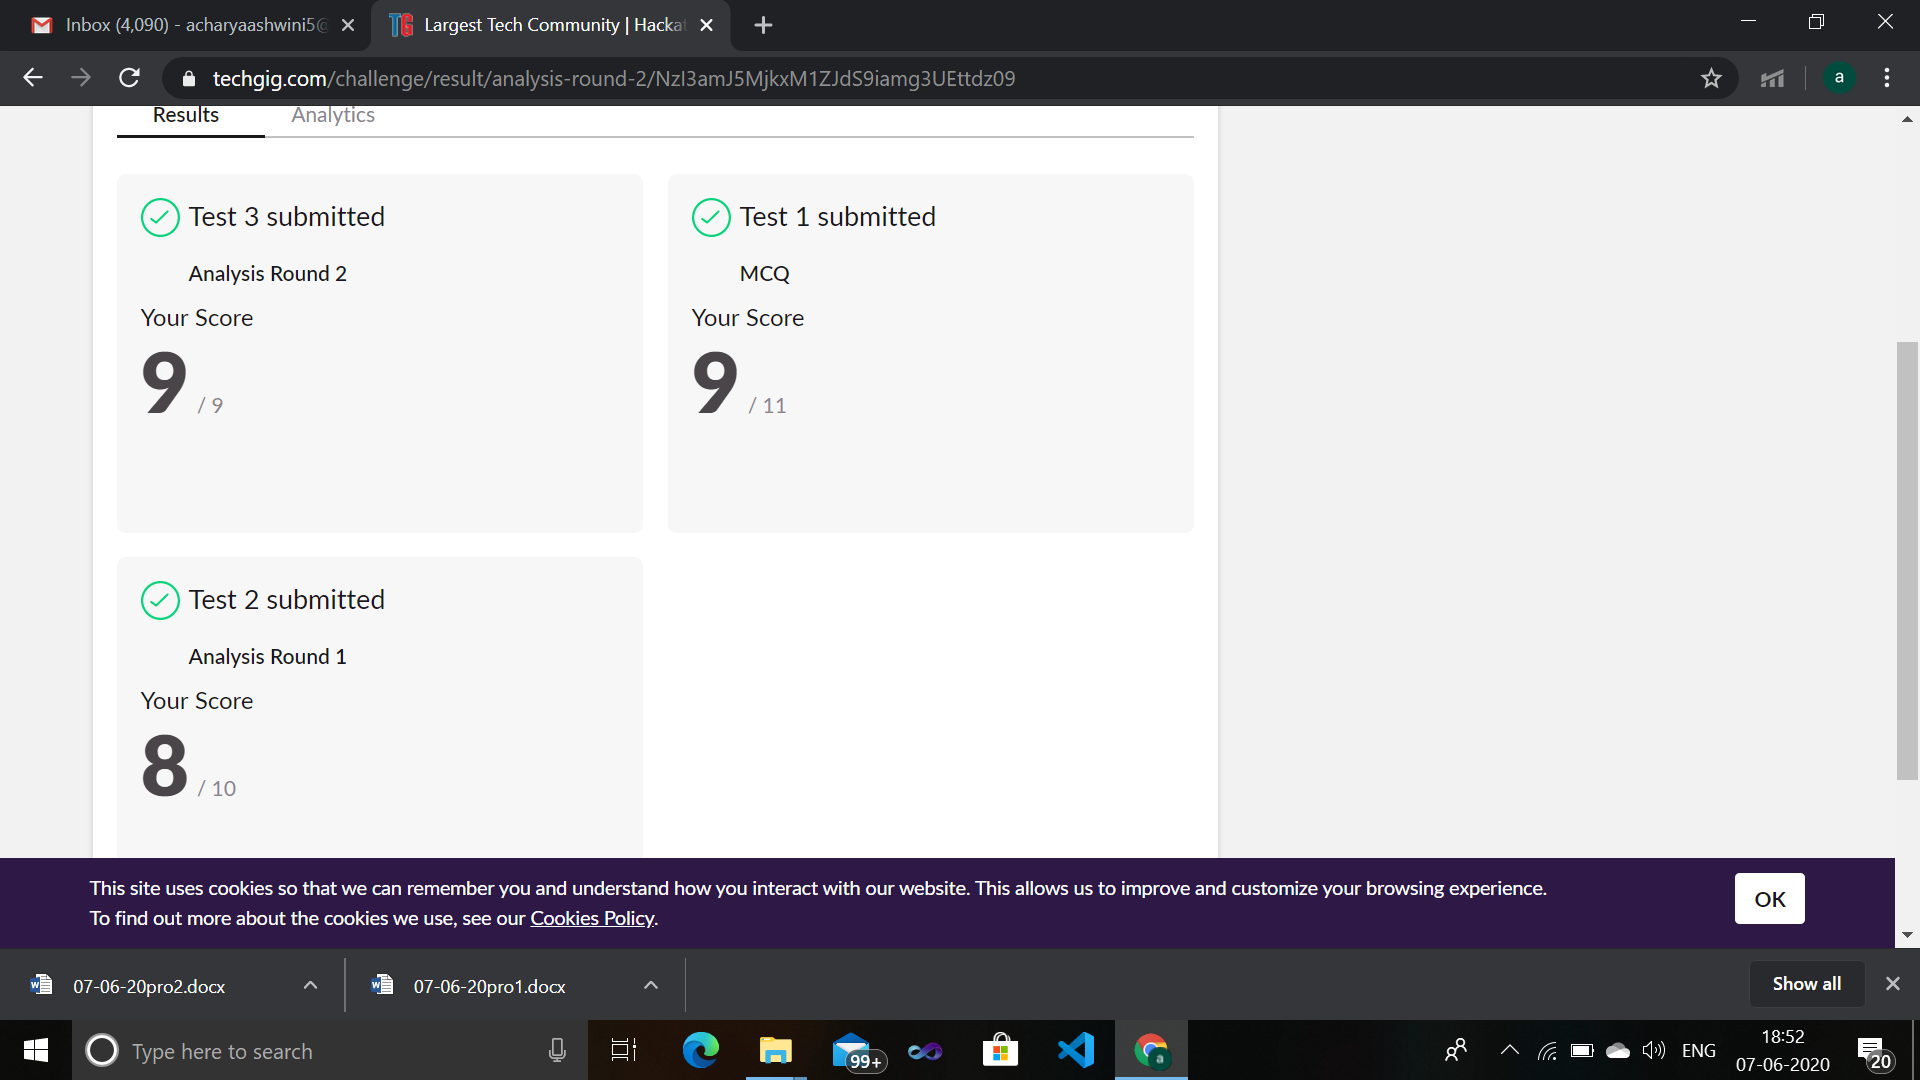 Inbox (4,090) - acharyaashwini5@
Largest Tech Community | Hackat
techgig.com/challenge/result/analysis-round-2/NzI3amJ5MjkxM1ZJdS9iamg3UEttdz09
a
Results
Analytics
Test 3 submitted
Analysis Round 2
Your Score
9 / 9
Test 1 submitted
MCQ
Your Score
9 / 11
Test 2 submitted
Analysis Round 1
Your Score
8 / 10
This site uses cookies so that we can remember you and understand how you interact with our website. This allows us to improve and customize your browsing experience.
To find out more about the cookies we use, see our Cookies Policy.
OK
07-06-20pro2.docx
07-06-20pro1.docx
Show all
Type here to search
99+
a
ENG
18:52
07-06-2020
20